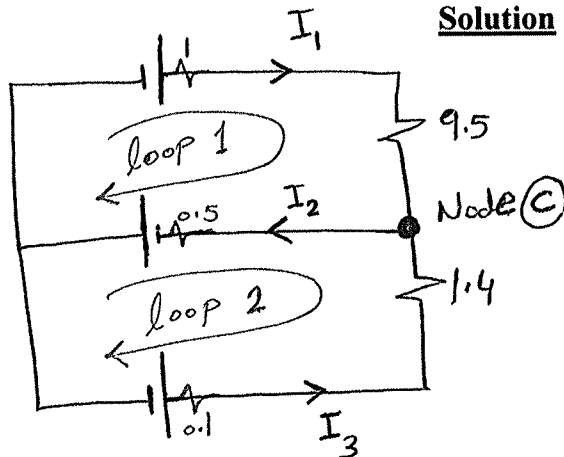 Solution
I₁
1
9.5
loop 1
I₂
0.5
Node Ⓒ
loop 2
1.4
0.1
I₃